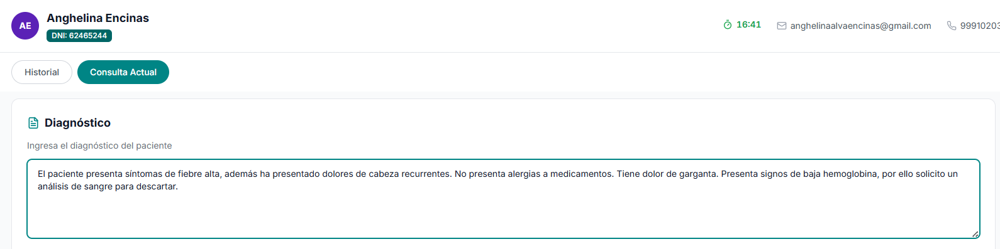 AE
Anghelina Encinas
DNI: 62465244
16:41
anghelinaalvaencinas@gmail.com
99910203
Historial
Consulta Actual
Diagnóstico
Ingresa el diagnóstico del paciente
El paciente presenta síntomas de fiebre alta, además ha presentado dolores de cabeza recurrentes. No presenta alergias a medicamentos. Tiene dolor de garganta. Presenta signos de baja hemoglobina, por ello solicito un
análisis de sangre para descartar.